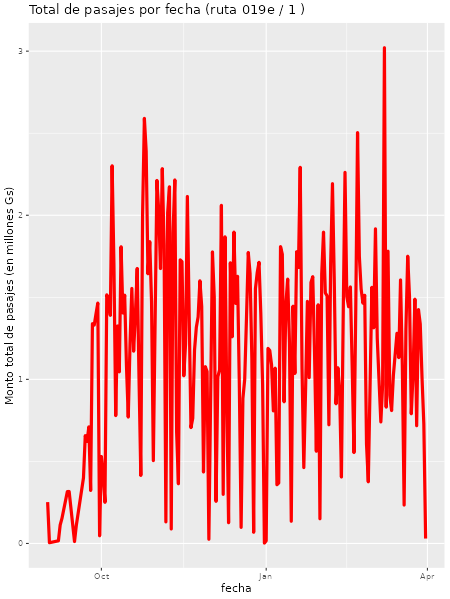 Total de pasajes por fecha (ruta 019e / 1 )
Monto total de pasajes (en millones Gs)
3
2
1
0
Oct
Jan
Apr
fecha